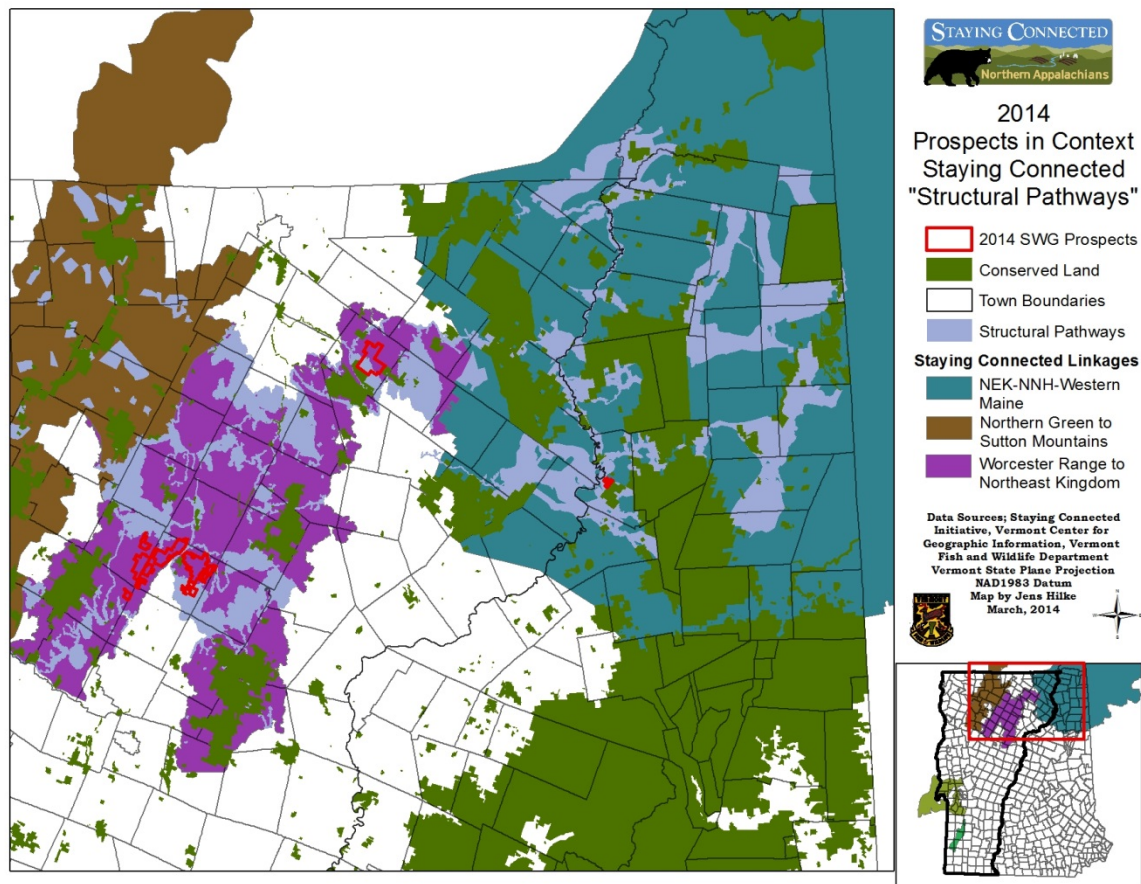 STAYING CONNECTED
Northern Appalachians
2014
Prospects in Context
Staying Connected
"Structural Pathways"
2014 SWG Prospects
Conserved Land
Town Boundaries
Structural Pathways
Staying Connected Linkages
NEK-NNH-Western
Maine
Northern Green to
Sutton Mountains
Worcester Range to
Northeast Kingdom
Data Sources; Staying Connected
Initiative, Vermont Center for
Geographic Information, Vermont
Fish and Wildlife Department
Vermont State Plane Projection
NAD1983 Datum
Map by Jens Hilke
March, 2014
VERMONT
N
S